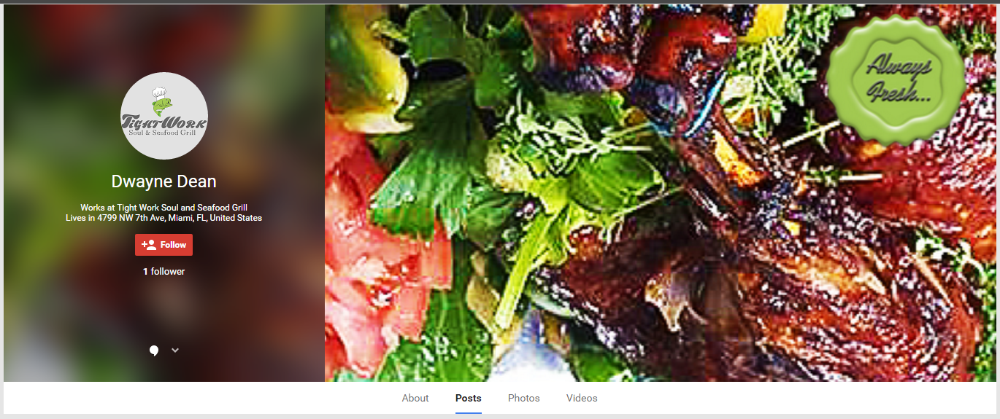 TightWork
Soul & Seafood Grill
Dwayne Dean
Works at Tight Work Soul and Seafood Grill
Lives in 4799 NW 7th Ave, Miami, FL, United States
Follow
1 follower
Always
Fresh...
About
Posts
Photos
Videos